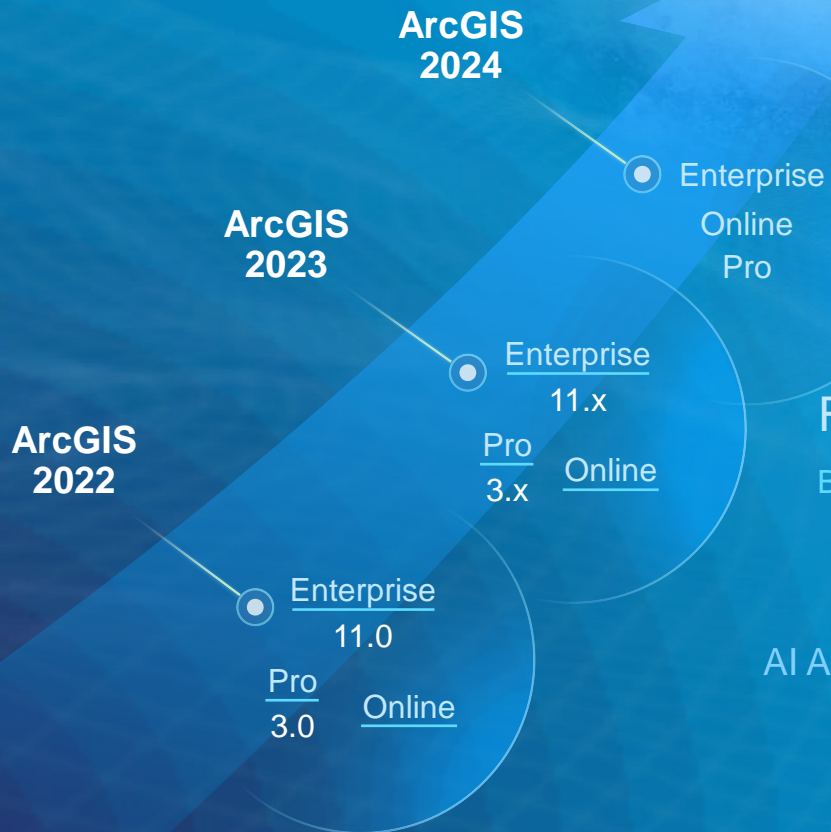 ArcGIS
2024
Enterprise
Online
Pro
ArcGIS
2023
Enterprise
11.x
Pro
3.x
Online
ArcGIS
2022
Enterprise
11.0
Pro
3.0
Online
AI A